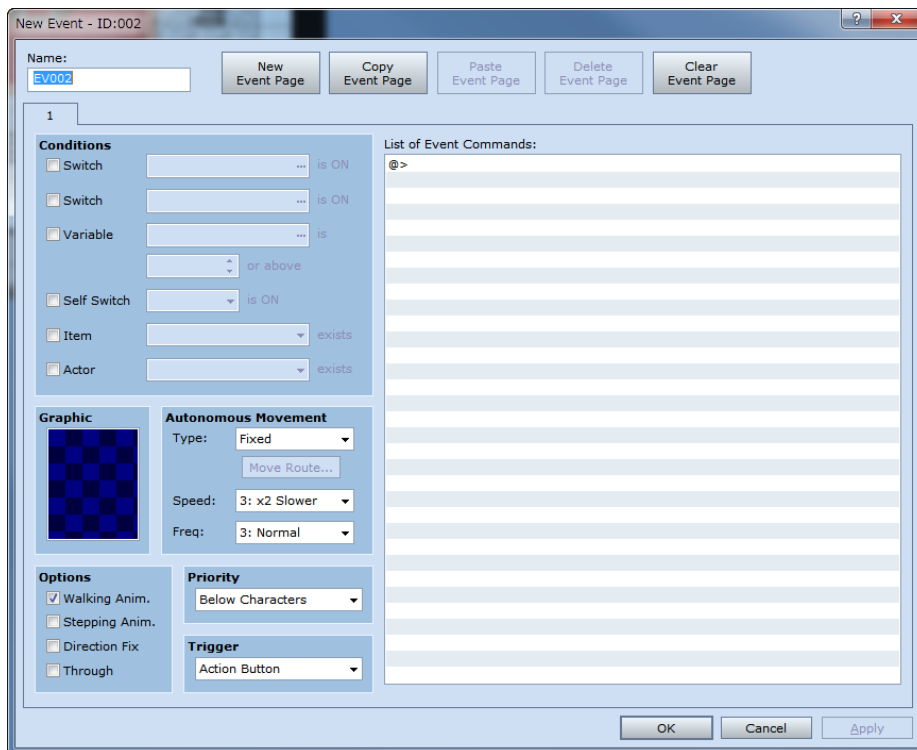 New Event - ID:002
Name:
EV002
New Event Page
Copy Event Page
Paste Event Page
Delete Event Page
Clear Event Page
1
Conditions
Switch ... is ON
Switch ... is ON
Variable ... is
or above
Self Switch is ON
Item exists
Actor exists
Graphic
Autonomous Movement
Type: Fixed
Move Route...
Speed: 3: x2 Slower
Freq: 3: Normal
Options
Walking Anim.
Stepping Anim.
Direction Fix
Through
Priority
Below Characters
Trigger
Action Button
List of Event Commands:
@>
OK
Cancel
Apply